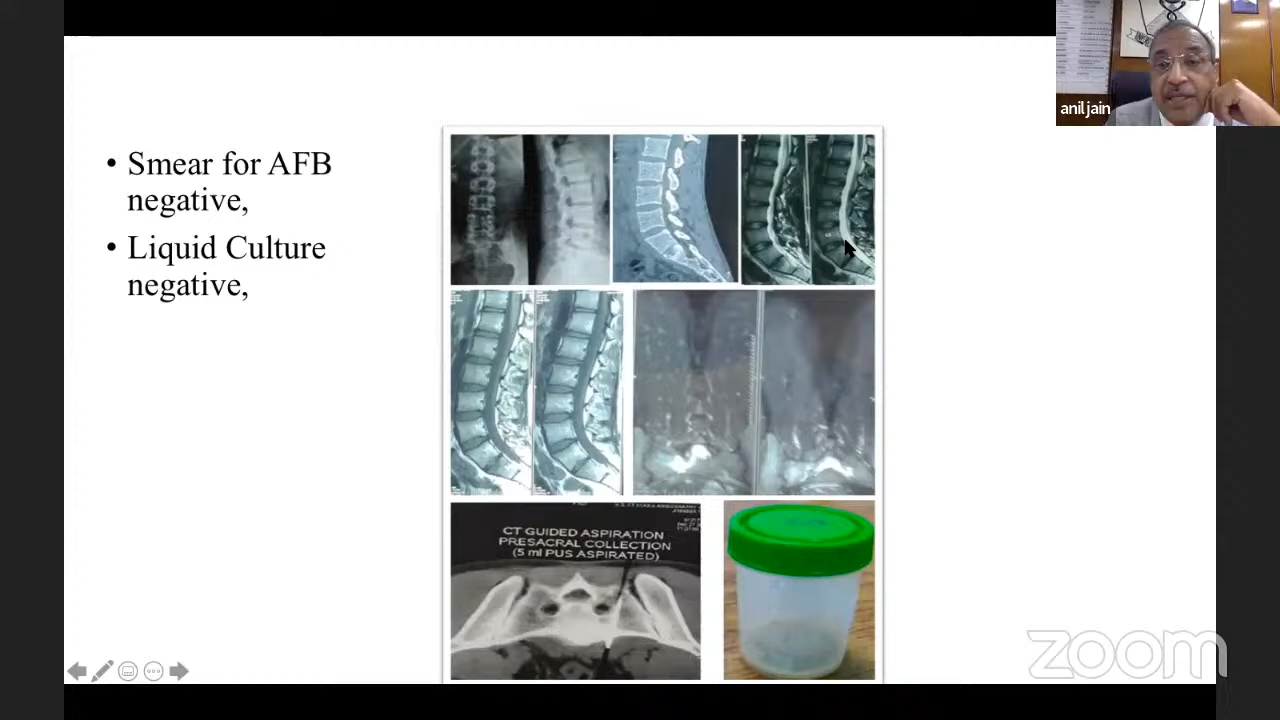 anil jain
• Smear for AFB
negative,
• Liquid Culture
negative,
CT GUIDED ASPIRATION
PRESACRAL COLLECTION
(5 ml PUS ASPIRATED)
zoom